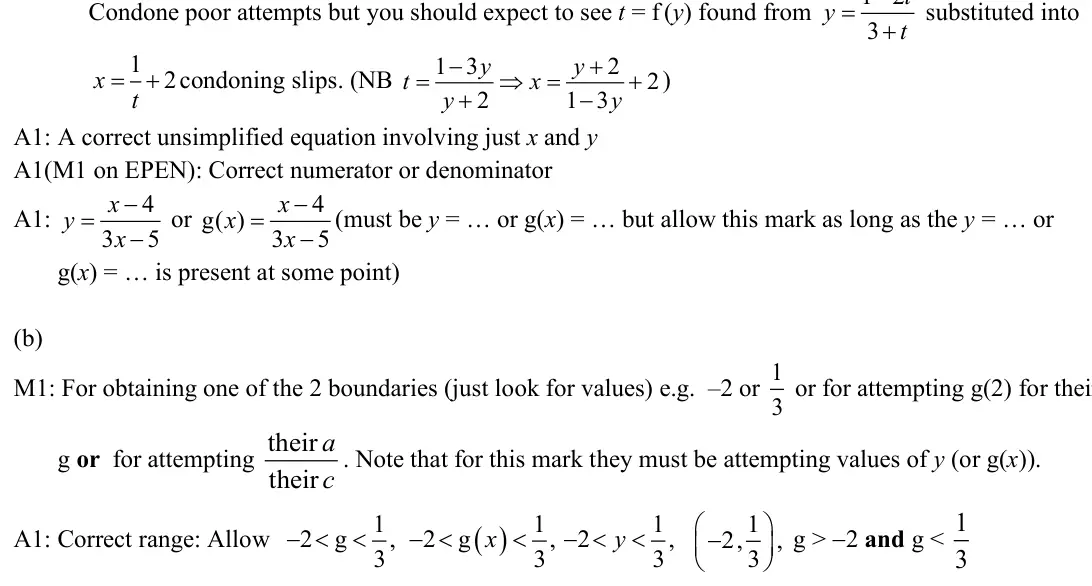 Condone poor attempts but you should expect to see t = f (y) found from y = (1 − 2t)/(3 + t) substituted into
x = 1/t + 2 condoning slips. (NB t = (1 − 3y)/(y + 2) ⇒ x = (y + 2)/(1 − 3y) + 2 )
A1: A correct unsimplified equation involving just x and y
A1(M1 on EPEN): Correct numerator or denominator
A1: y = (x − 4)/(3x − 5) or g(x) = (x − 4)/(3x − 5) (must be y = … or g(x) = … but allow this mark as long as the y = … or
g(x) = … is present at some point)
(b)
M1: For obtaining one of the 2 boundaries (just look for values) e.g. –2 or 1/3 or for attempting g(2) for thei
g or for attempting their a/their c . Note that for this mark they must be attempting values of y (or g(x)).
A1: Correct range: Allow −2 < g < 1/3, −2 < g(x) < 1/3, −2 < y < 1/3, (−2, 1/3), g > −2 and g < 1/3